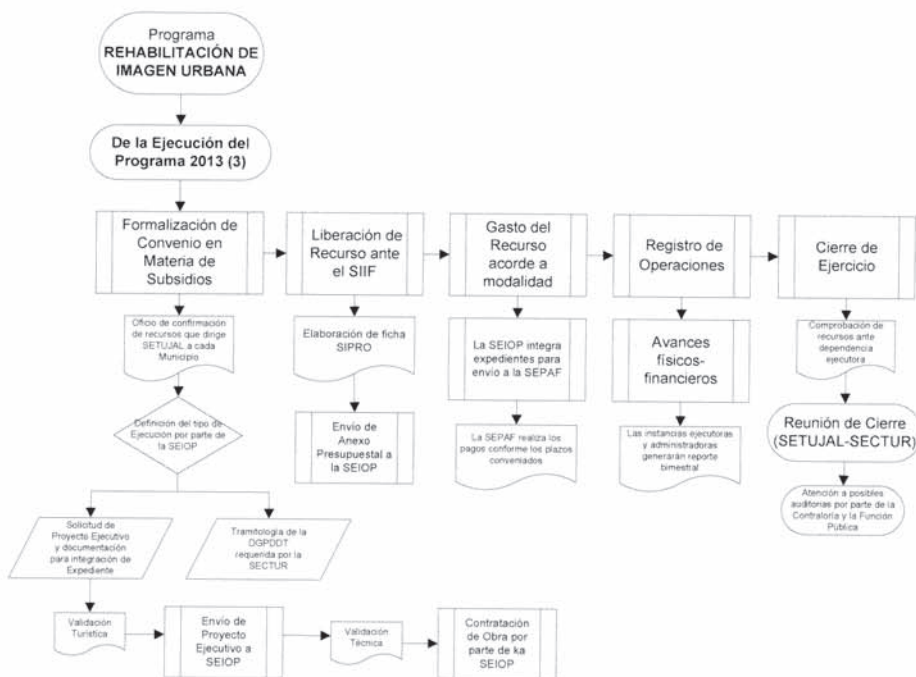 Programa
REHABILITACIÓN DE
IMAGEN URBANA
De la Ejecución del
Programa 2013 (3)
Formalización de
Convenio en
Materia de
Subsidios
Liberación de
Recurso ante
el SIIF
Gasto del
Recurso
acorde a
modalidad
Registro de
Operaciones
Cierre de
Ejercicio
Oficio de confirmación
de recursos que dirige
SETUJAL a cada
Municipio
Elaboración de ficha
SIPRO
La SEIOP integra
expedientes para
envío a la SEPAF
Avances
físicos-
financieros
Comprobación de
recursos ante
dependencia
ejecutora
Definición del tipo de
Ejecución por parte de
la SEIOP
Envío de
Anexo
Presupuestal a
la SEIOP
La SEPAF realiza los
pagos conforme los plazos
conveniados
Las instancias ejecutoras
y administradoras
generarán reporte
bimestral
Reunión de Cierre
(SETUJAL-SECTUR)
Atención a posibles
auditorias por parte de la
Contraloría y la Función
Pública
Solicitud de
Proyecto Ejecutivo
y documentación
para integración de
Expediente
Tramitología de la
DGPDDT
requerida por la
SECTUR
Validación
Turística
Envío de
Proyecto
Ejecutivo a
SEIOP
Validación
Técnica
Contratación
de Obra por
parte de ka
SEIOP